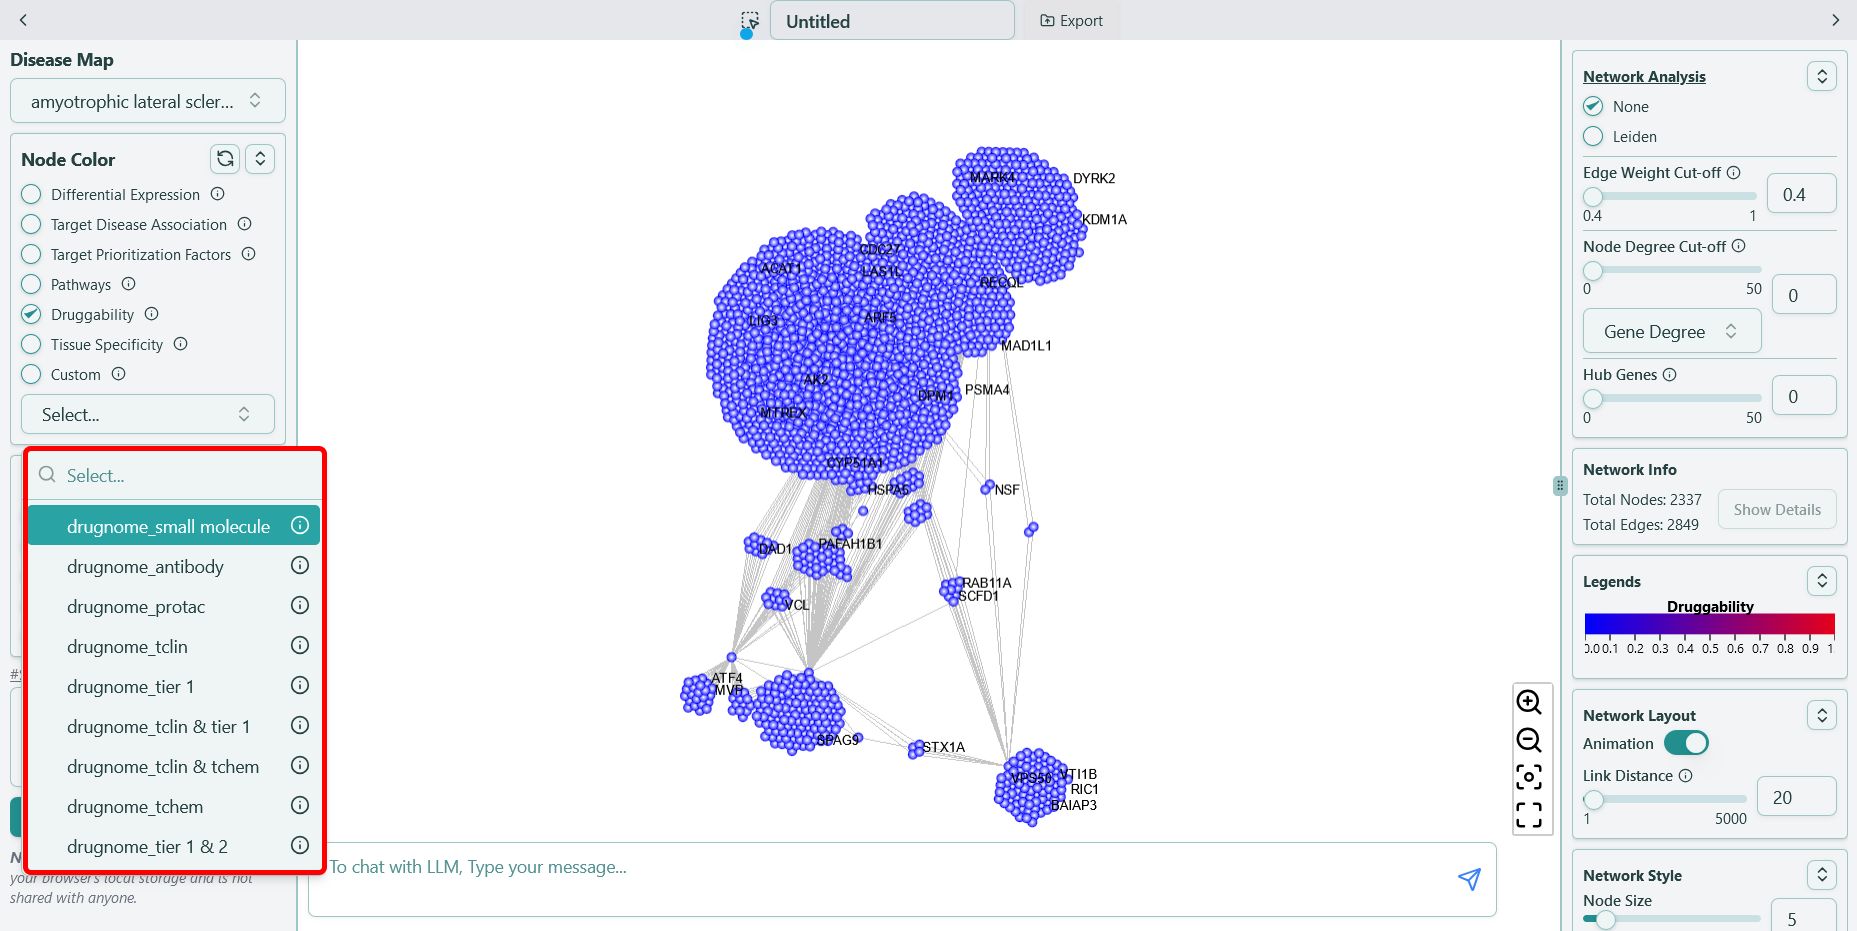 Untitled
Export
Disease Map
amyotrophic lateral scler...
Node Color
Differential Expression
Target Disease Association
Target Prioritization Factors
Pathways
Druggability
Tissue Specificity
Custom
Select...
Select...
drugnome_small molecule
drugnome_antibody
drugnome_protac
drugnome_tclin
drugnome_tier 1
drugnome_tclin & tier 1
drugnome_tclin & tchem
drugnome_tchem
drugnome_tier 1 & 2
your browser's local storage and is not
shared with anyone.
MARK4
DYRK2
KDM1A
CDC27
ACAT1
LAS1L
RECQL
LIG3
ARF5
MAD1L1
AK2
DPM1
PSMA4
MTREX
CYP51A1
HSPA5
NSF
DAD1
PAFAH1B1
RAB11A
SCFD1
VCL
ATF4
MVP
SPAG9
STX1A
VPS50
VTI1B
RIC1
BAIAP3
To chat with LLM, Type your message...
Network Analysis
None
Leiden
Edge Weight Cut-off
0.4
0.4 1
Node Degree Cut-off
0 50
0
Gene Degree
Hub Genes
0
0 50
Network Info
Total Nodes: 2337
Total Edges: 2849
Show Details
Legends
Druggability
0.0 0.1 0.2 0.3 0.4 0.5 0.6 0.7 0.8 0.9 1.
Network Layout
Animation
Link Distance
20
1 5000
Network Style
Node Size
5